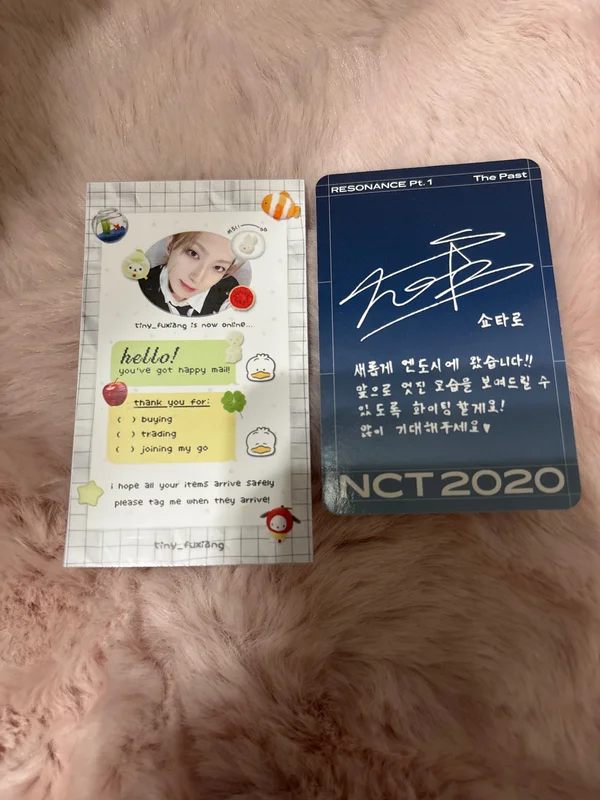 tiny_fuxiang is now online...
hello!
you've got happy mail!
thank you for:
( ) buying
( ) trading
( ) joining my go
i hope all your items arrive safely
please tag me when they arrive!
tiny_fuxiang
RESONANCE Pt.1
The Past
쇼타로
새롭게 엔도시에 왔습니다!!
앞으로 멋진 모습을 보여드릴 수
있도록 화이팅 할게요!
많이 기대해주세요♥
NCT 2020